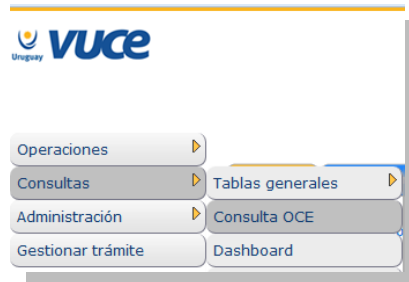 Uruguay VUCE
Operaciones
Consultas Tablas generales
Administración Consulta OCE
Gestionar trámite Dashboard